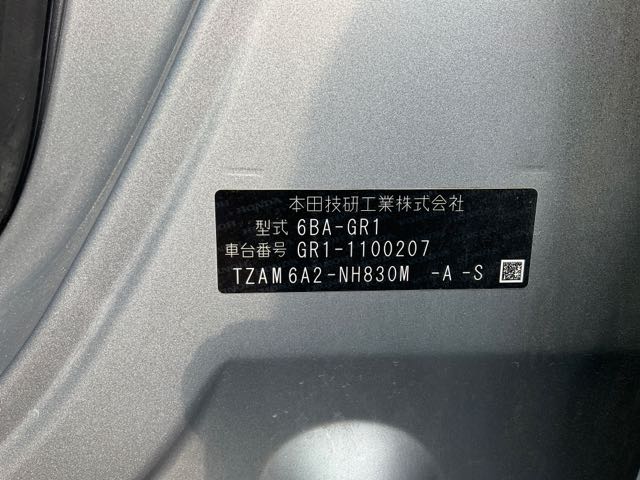 本田技研工業株式会社
型式 6BA-GR1
車台番号 GR1-1100207
TZAM6A2-NH830M -A-S